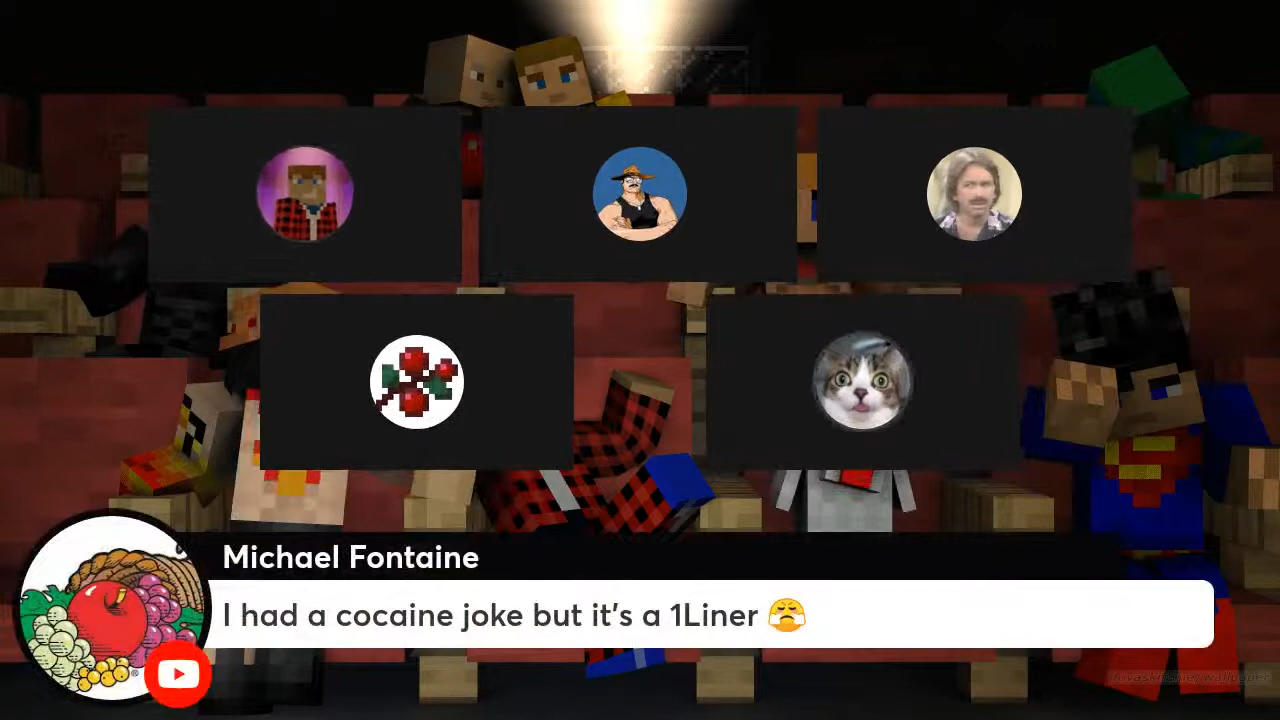 Michael Fontaine
I had a cocaine joke but it's a 1Liner 😤